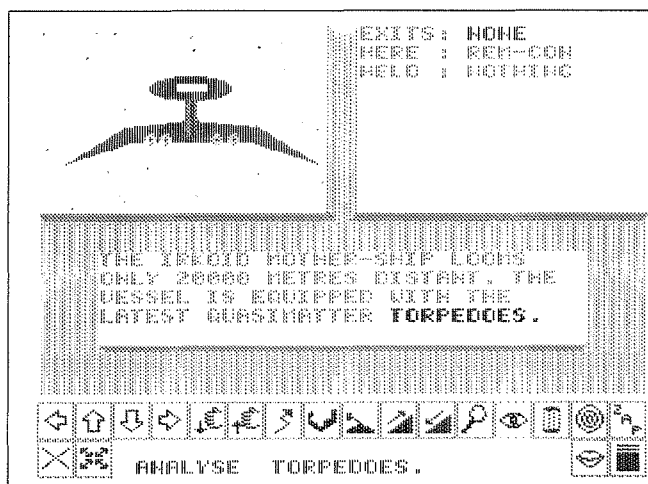 EXITS: NONE
HERE : REM-CON
HELD : NOTHING
THE IRKOID MOTHER-SHIP LOOMS
ONLY 20000 METRES DISTANT. THE
VESSEL IS EQUIPPED WITH THE
LATEST QUASIMATTER TORPEDOES.
ZAP
ANALYSE TORPEDOES.